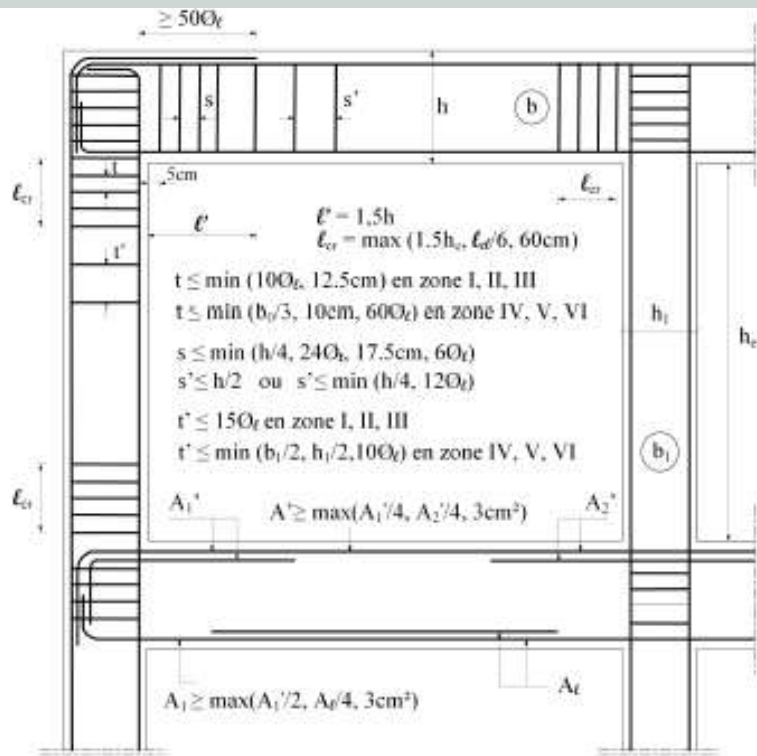 ≥ 50Øℓ
s
s'
b
h
t
5cm
ℓcr
ℓcr
ℓ'
ℓ' = 1,5h
ℓcr = max (1.5hc, ℓcℓ/6, 60cm)
t'
t ≤ min (10Øℓ, 12.5cm) en zone I, II, III
t ≤ min (b1/3, 10cm, 60Øℓ) en zone IV, V, VI
h1
he
s ≤ min (h/4, 24Øh, 17.5cm, 6Øℓ)
s' ≤ h/2 ou s' ≤ min (h/4, 12Øℓ)
t' ≤ 15Øℓ en zone I, II, III
t' ≤ min (b1/2, h1/2,10Øℓ) en zone IV, V, VI
b1
ℓcr
A1'
A' ≥ max(A1'/4, A2'/4, 3cm²)
A2'
A1 ≥ max(A1'/2, Aℓ/4, 3cm²)
Aℓ